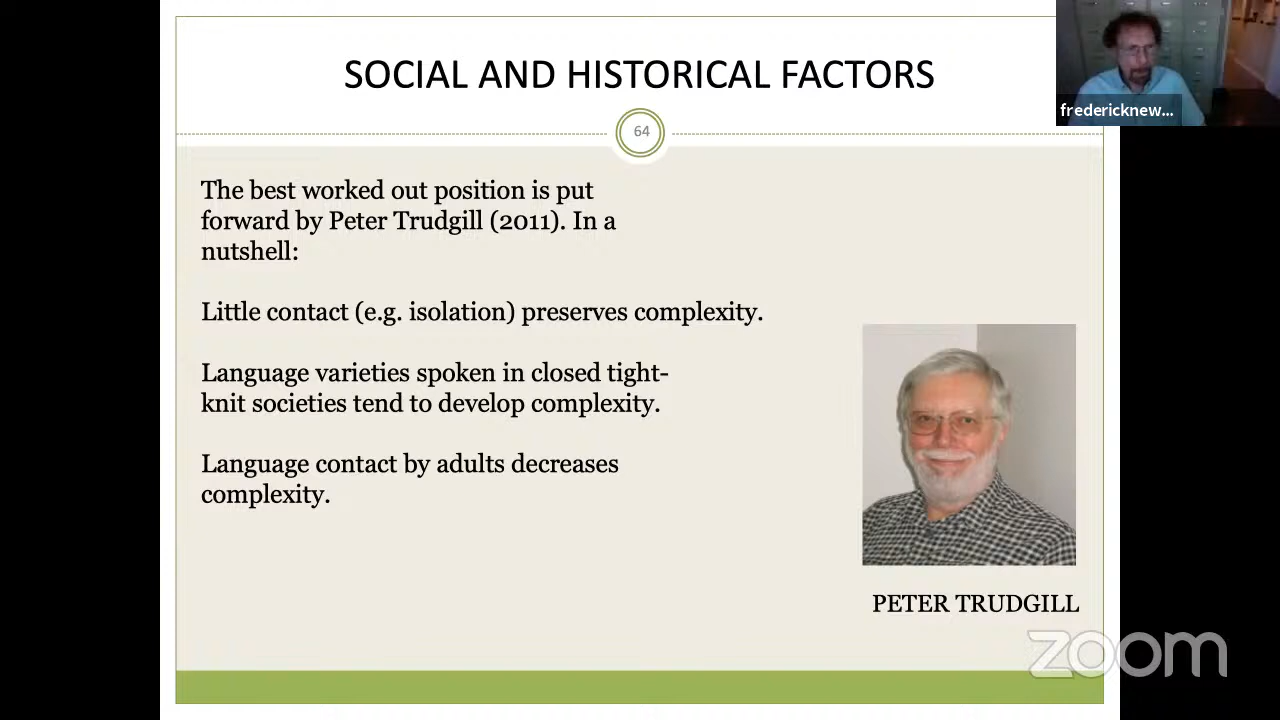 SOCIAL AND HISTORICAL FACTORS
fredericknew...
64
The best worked out position is put
forward by Peter Trudgill (2011). In a
nutshell:
Little contact (e.g. isolation) preserves complexity.
Language varieties spoken in closed tight-
knit societies tend to develop complexity.
Language contact by adults decreases
complexity.
PETER TRUDGILL
zoom